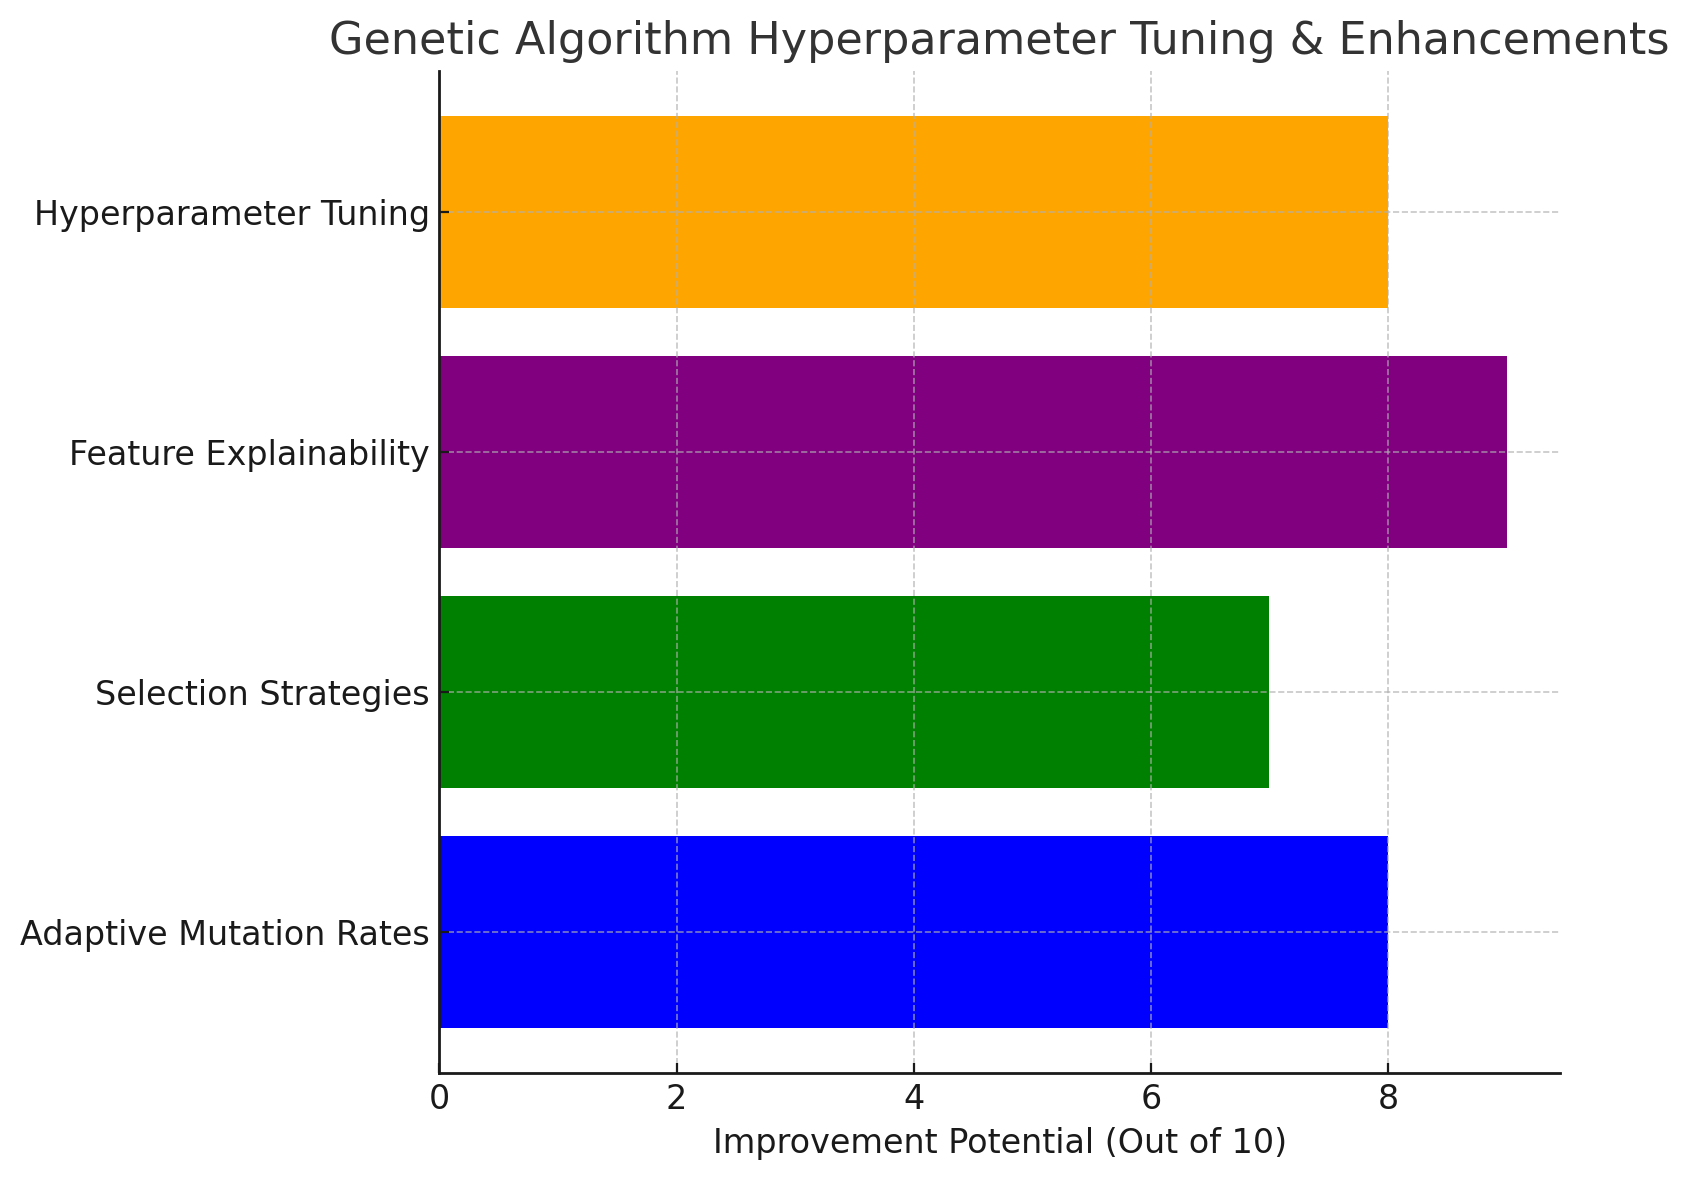 Genetic Algorithm Hyperparameter Tuning & Enhancements
Hyperparameter Tuning
Feature Explainability
Selection Strategies
Adaptive Mutation Rates
0 2 4 6 8
Improvement Potential (Out of 10)